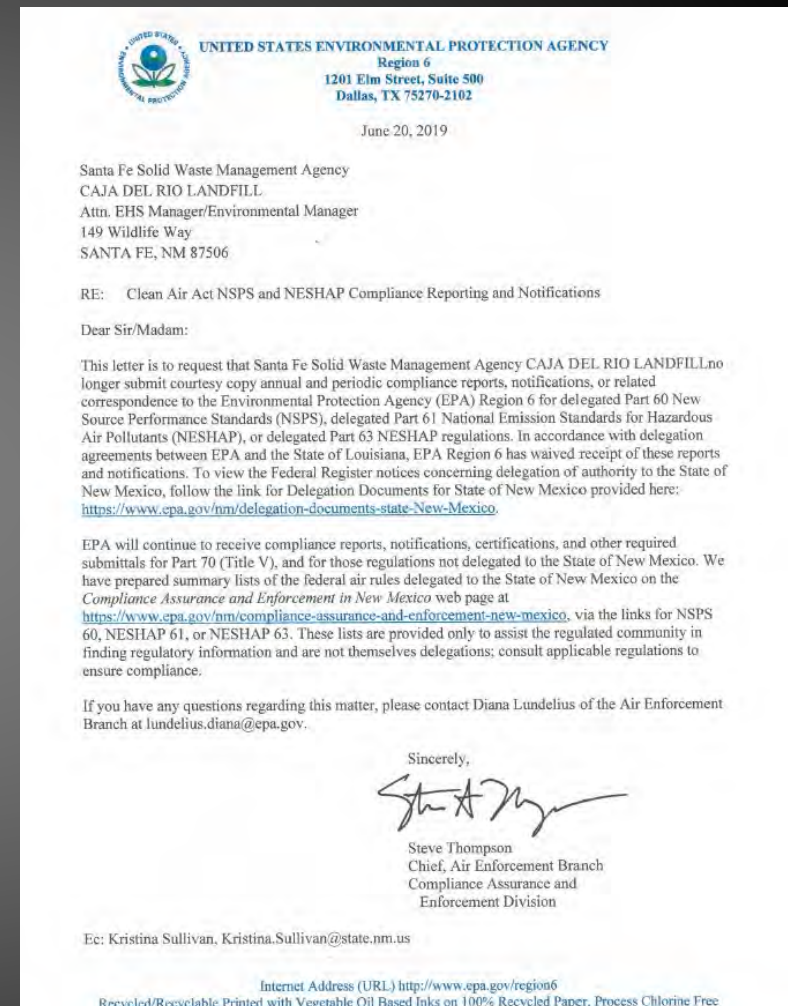 UNITED STATES ENVIRONMENTAL PROTECTION AGENCY
Region 6
1201 Elm Street, Suite 500
Dallas, TX 75270-2102
June 20, 2019
Santa Fe Solid Waste Management Agency
CAJA DEL RIO LANDFILL
Attn. EHS Manager/Environmental Manager
149 Wildlife Way
SANTA FE, NM 87506
RE: Clean Air Act NSPS and NESHAP Compliance Reporting and Notifications
Dear Sir/Madam:
This letter is to request that Santa Fe Solid Waste Management Agency CAJA DEL RIO LANDFILLno
longer submit courtesy copy annual and periodic compliance reports, notifications, or related
correspondence to the Environmental Protection Agency (EPA) Region 6 for delegated Part 60 New
Source Performance Standards (NSPS), delegated Part 61 National Emission Standards for Hazardous
Air Pollutants (NESHAP), or delegated Part 63 NESHAP regulations. In accordance with delegation
agreements between EPA and the State of Louisiana, EPA Region 6 has waived receipt of these reports
and notifications. To view the Federal Register notices concerning delegation of authority to the State of
New Mexico, follow the link for Delegation Documents for State of New Mexico provided here:
https://www.epa.gov/nm/delegation-documents-state-New-Mexico.
EPA will continue to receive compliance reports, notifications, certifications, and other required
submittals for Part 70 (Title V), and for those regulations not delegated to the State of New Mexico. We
have prepared summary lists of the federal air rules delegated to the State of New Mexico on the
Compliance Assurance and Enforcement in New Mexico web page at
https://www.epa.gov/nm/compliance-assurance-and-enforcement-new-mexico, via the links for NSPS
60, NESHAP 61, or NESHAP 63. These lists are provided only to assist the regulated community in
finding regulatory information and are not themselves delegations; consult applicable regulations to
ensure compliance.
If you have any questions regarding this matter, please contact Diana Lundelius of the Air Enforcement
Branch at lundelius.diana@epa.gov.
Sincerely,
Steve Thompson
Chief, Air Enforcement Branch
Compliance Assurance and
Enforcement Division
Ec: Kristina Sullivan, Kristina.Sullivan@state.nm.us
Internet Address (URL) http://www.epa.gov/region6
Recycled/Recyclable Printed with Vegetable Oil Based Inks on 100% Recycled Paper, Process Chlorine Free